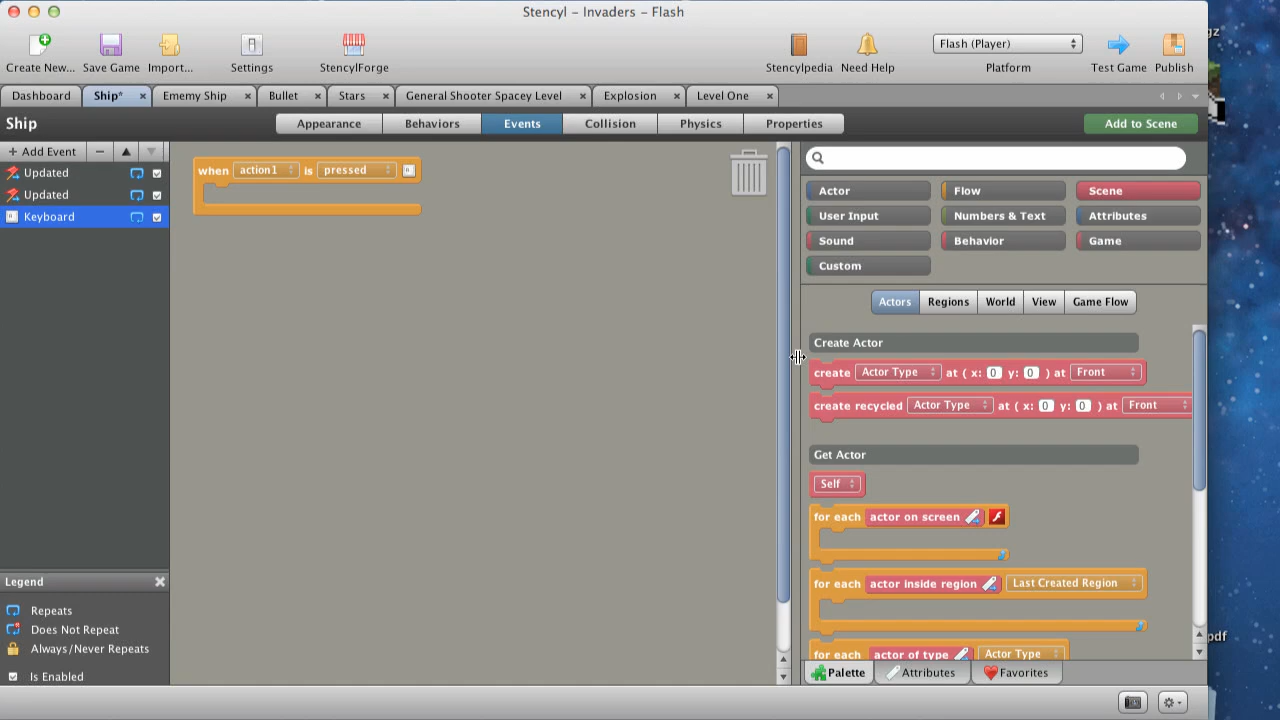 Stencyl – Invaders – Flash
gz
Create New... Save Game Import... Settings StencylForge Stencylpedia Need Help Flash (Player) Platform Test Game Publish
Dashboard Ship* Ememy Ship Bullet Stars General Shooter Spacey Level Explosion Level One
Ship Appearance Behaviors Events Collision Physics Properties Add to Scene
+ Add Event
Updated
Updated
Keyboard
when action1 is pressed
Actor Flow Scene
User Input Numbers & Text Attributes
Sound Behavior Game
Custom
Actors Regions World View Game Flow
Create Actor
create Actor Type at ( x: 0 y: 0 ) at Front
create recycled Actor Type at ( x: 0 y: 0 ) at Front
Get Actor
Self
for each actor on screen
for each actor inside region Last Created Region
for each actor of type Actor Type
Legend
Repeats
Does Not Repeat
Always/Never Repeats
Is Enabled
Palette Attributes Favorites
pdf